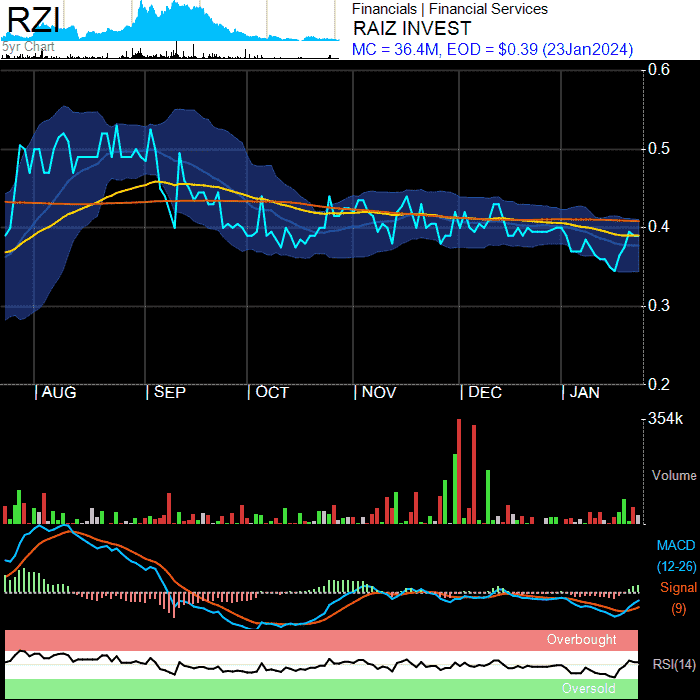 RZI
5yr Chart
Financials | Financial Services
RAIZ INVEST
MC = 36.4M, EOD = $0.39 (23Jan2024)
0.6
0.5
0.4
0.3
0.2
| AUG | SEP | OCT | NOV | DEC | JAN
354k
Volume
MACD
(12-26)
Signal
(9)
Overbought
RSI(14)
Oversold